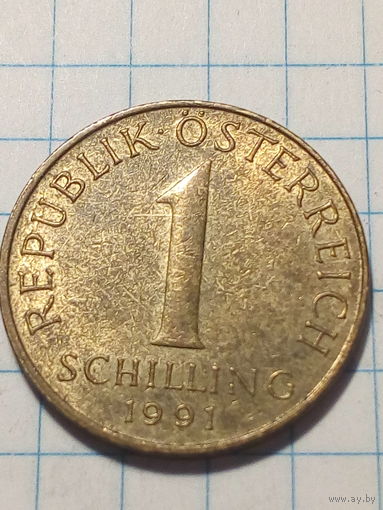 REPUBLIK · ÖSTERREICH
1
SCHILLING
1991
www.ay.by